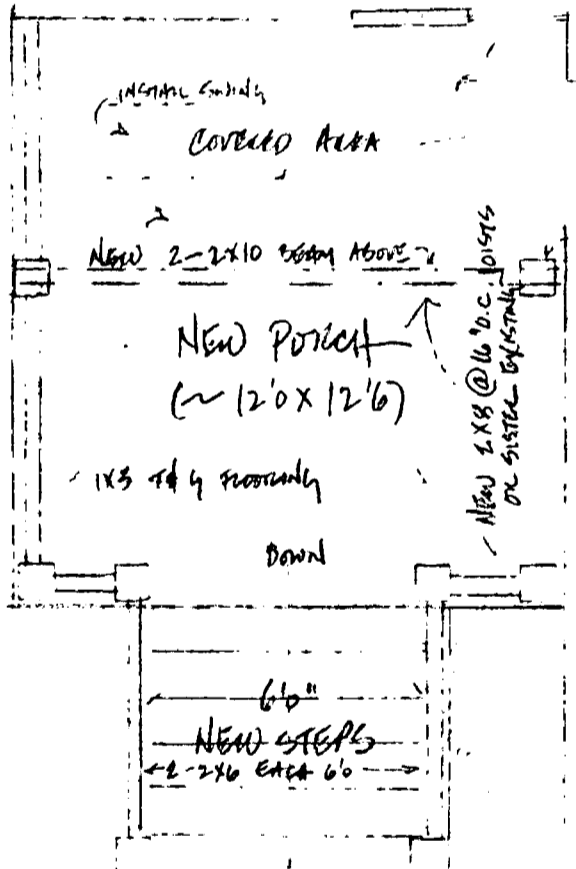 INSTALL
COVERED AREA
NEW 2-2X10 BEAM ABOVE
NEW PORCH
(~ 12'0 X 12'6)
NEW 2X8 @ 16" O.C. JOISTS
OR SISTER EXISTING
1X3 T & G FLOORING
DOWN
6'0"
NEW STEPS
2-2X6 EACH 6'0